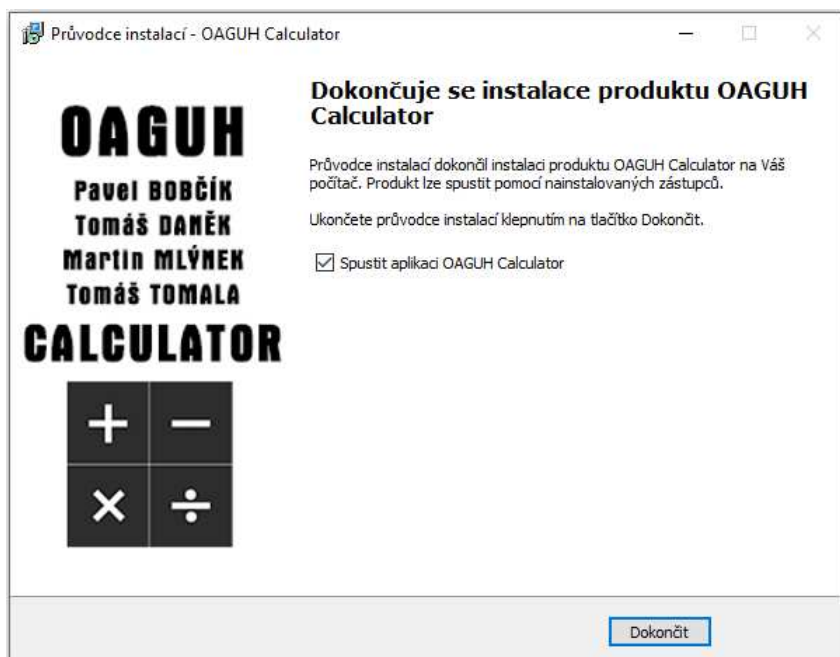 Průvodce instalací - OAGUH Calculator
OAGUH
Pavel BOBČÍK
Tomáš DANĚK
Martin MLÝNEK
Tomáš TOMALA
CALCULATOR
+ −
× ÷
Dokončuje se instalace produktu OAGUH
Calculator
Průvodce instalací dokončil instalaci produktu OAGUH Calculator na Váš
počítač. Produkt lze spustit pomocí nainstalovaných zástupců.
Ukončete průvodce instalací klepnutím na tlačítko Dokončit.
Spustit aplikaci OAGUH Calculator
Dokončit